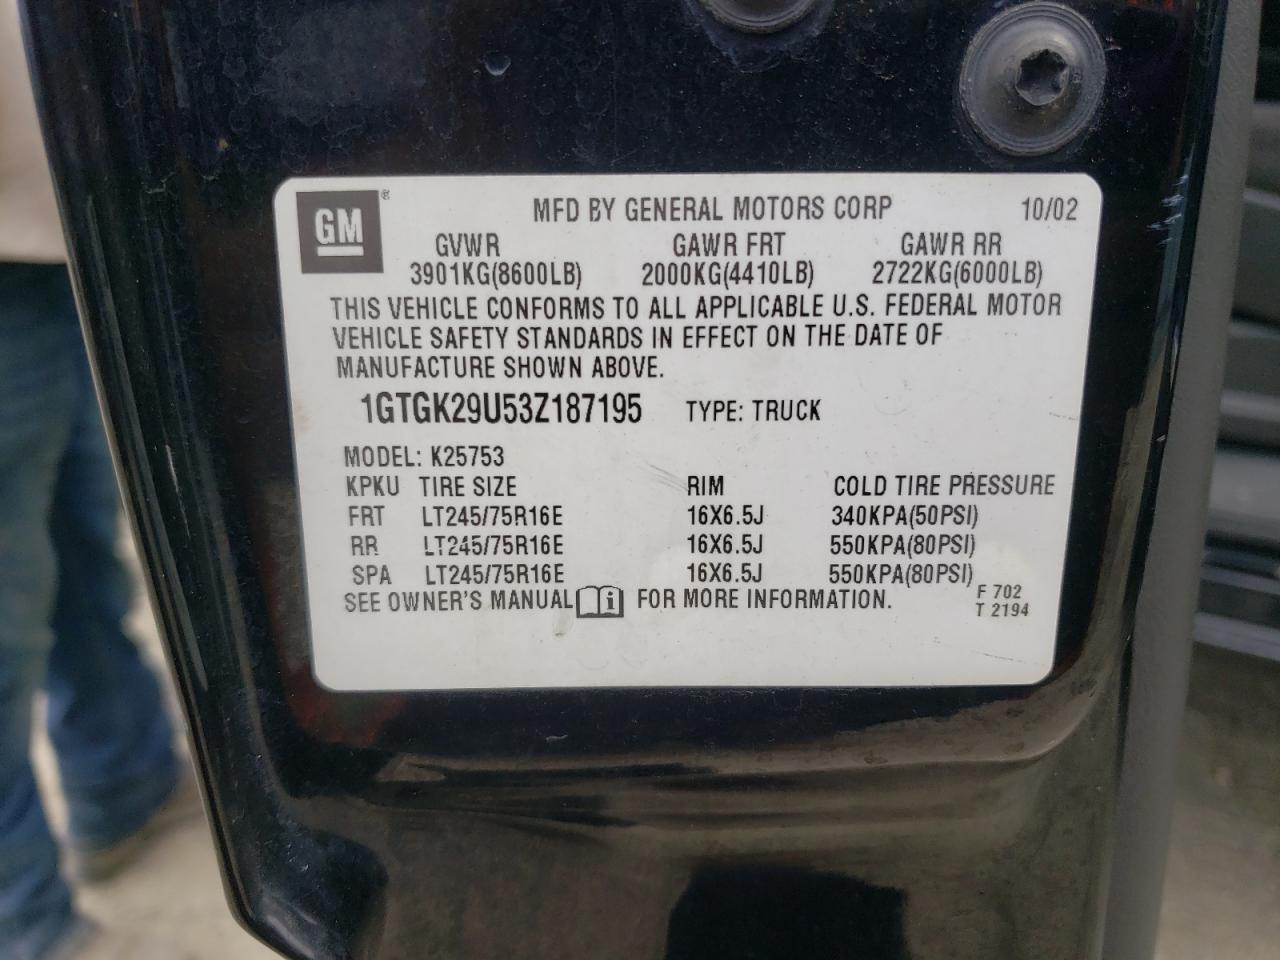 GM ® MFD BY GENERAL MOTORS CORP 10/02
GVWR GAWR FRT GAWR RR
3901KG(8600LB) 2000KG(4410LB) 2722KG(6000LB)
THIS VEHICLE CONFORMS TO ALL APPLICABLE U.S. FEDERAL MOTOR
VEHICLE SAFETY STANDARDS IN EFFECT ON THE DATE OF
MANUFACTURE SHOWN ABOVE.
1GTGK29U53Z187195 TYPE: TRUCK
MODEL: K25753
KPKU TIRE SIZE RIM COLD TIRE PRESSURE
FRT LT245/75R16E 16X6.5J 340KPA(50PSI)
RR LT245/75R16E 16X6.5J 550KPA(80PSI)
SPA LT245/75R16E 16X6.5J 550KPA(80PSI)
SEE OWNER'S MANUAL i FOR MORE INFORMATION. F 702
T 2194